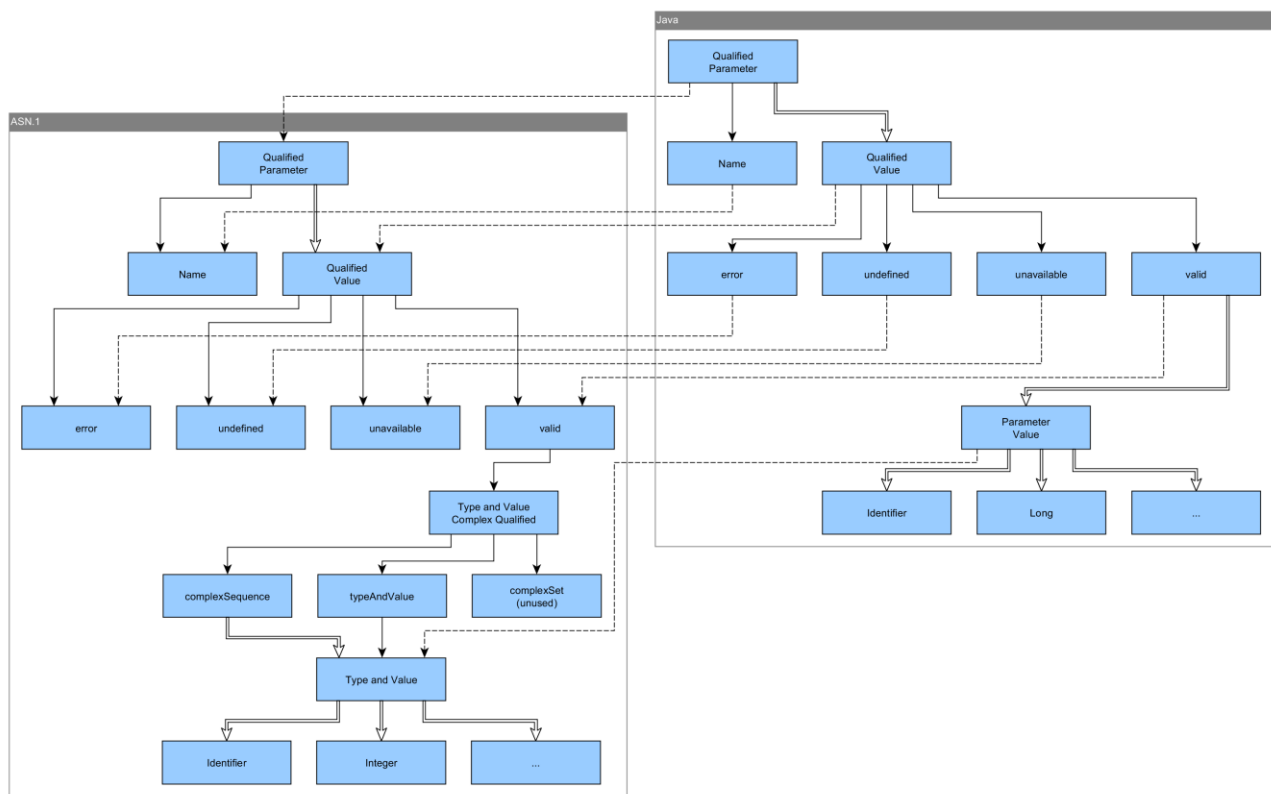 Java
Qualified
Parameter
ASN.1
Qualified
Parameter
Name
Qualified
Value
Name
Qualified
Value
error
undefined
unavailable
valid
error
undefined
unavailable
valid
Parameter
Value
Type and Value
Complex Qualified
Identifier
Long
...
complexSequence
typeAndValue
complexSet
(unused)
Type and Value
Identifier
Integer
...